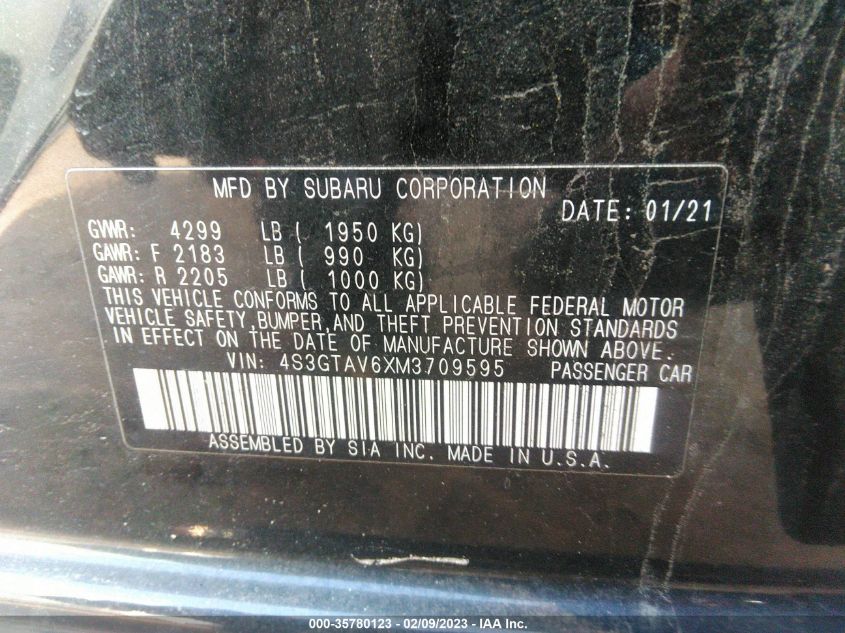 MFD BY SUBARU CORPORATION
DATE: 01/21
GVWR: 4299 LB ( 1950 KG)
GAWR: F 2183 LB ( 990 KG)
GAWR: R 2205 LB ( 1000 KG)
THIS VEHICLE CONFORMS TO ALL APPLICABLE FEDERAL MOTOR
VEHICLE SAFETY,BUMPER,AND THEFT PREVENTION STANDARDS
IN EFFECT ON THE DATE OF MANUFACTURE SHOWN ABOVE.
VIN: 4S3GTAV6XM3709595 PASSENGER CAR
ASSEMBLED BY SIA INC. MADE IN U.S.A.
000-35780123 - 02/09/2023 - IAA Inc.